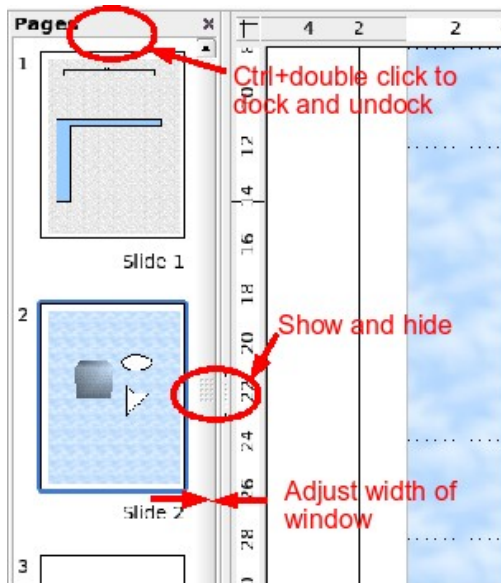 Pages
4 2 2
1
Ctrl+double click to
dock and undock
8
10
12
14
16
Slide 1
18
2
Show and hide
20
22
24
26
Adjust width of
window
Slide 2
28
3